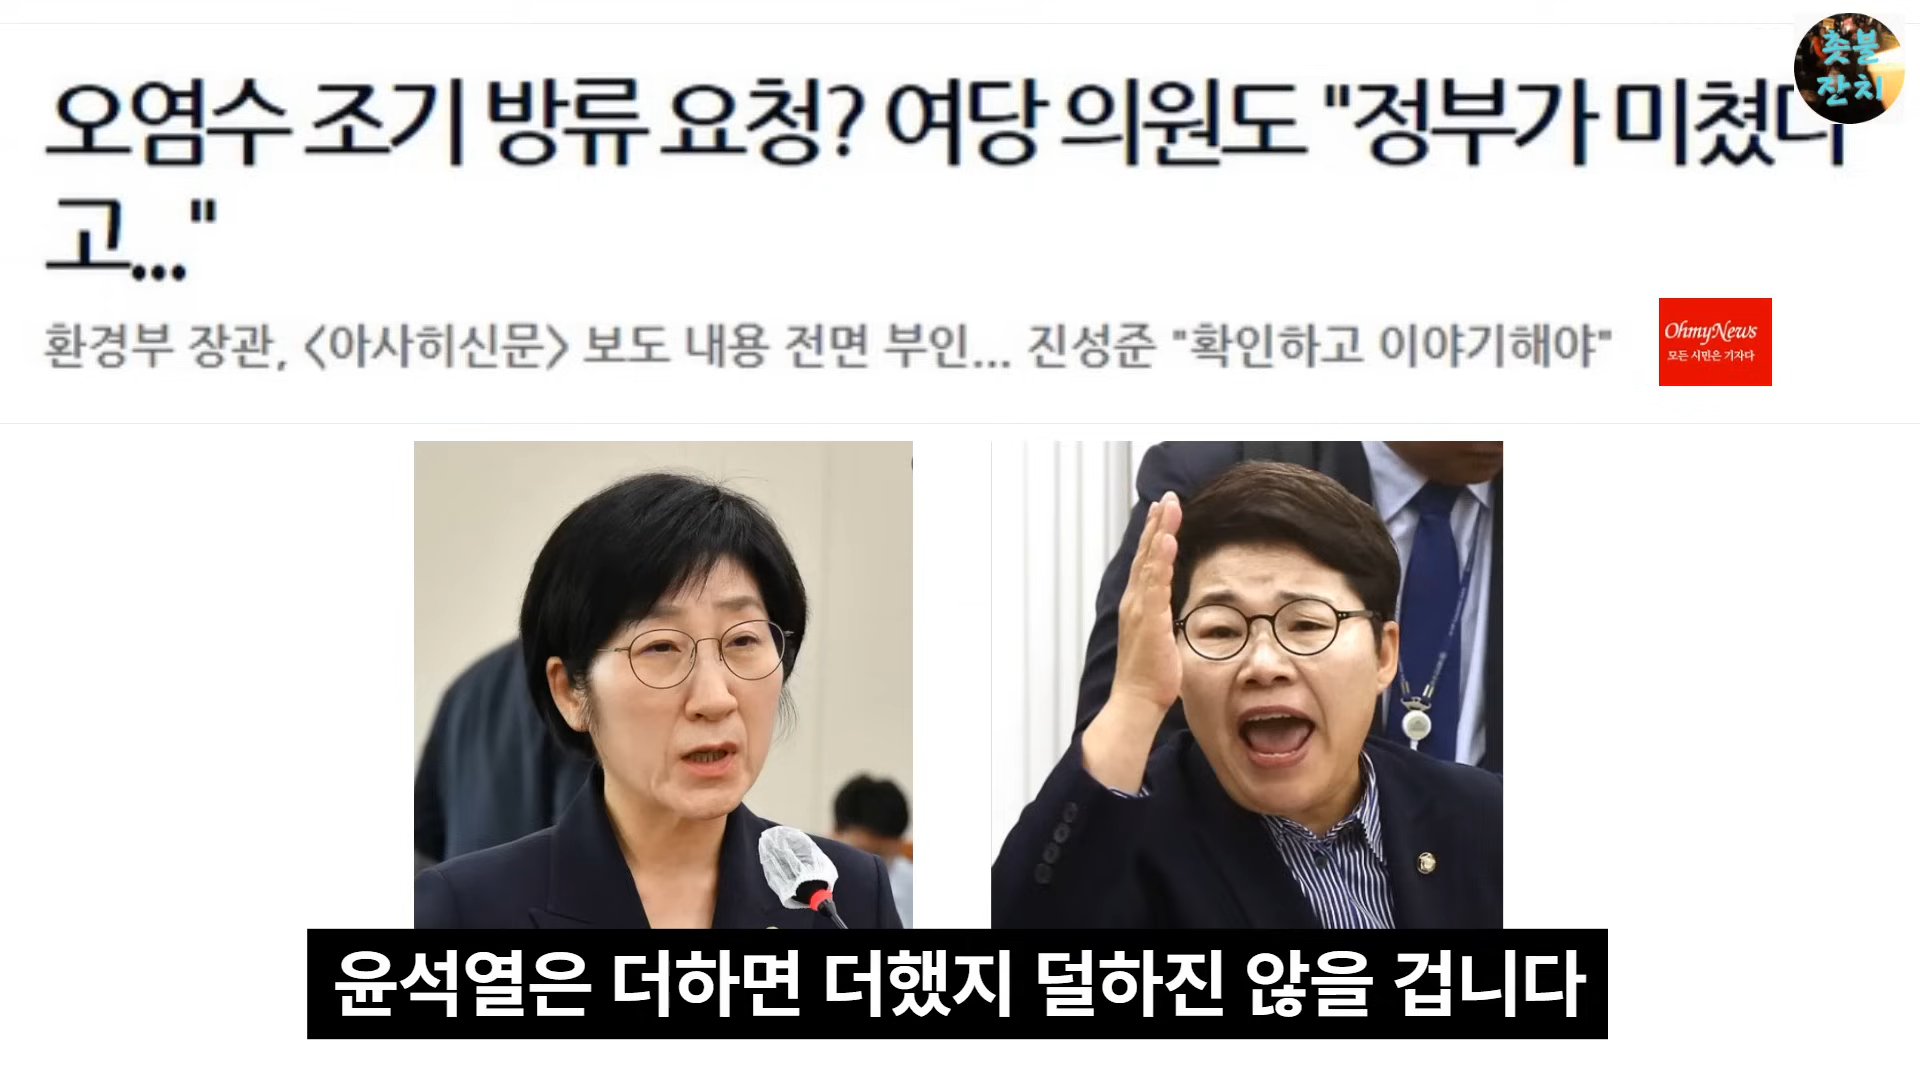 오염수 조기 방류 요청? 여당 의원도 "정부가 미쳤다
고..."
환경부 장관, <아사히신문> 보도 내용 전면 부인... 진성준 "확인하고 이야기해야"
OhmyNews
모든 시민은 기자다
촛불
잔치
윤석열은 더하면 더했지 덜하진 않을 겁니다